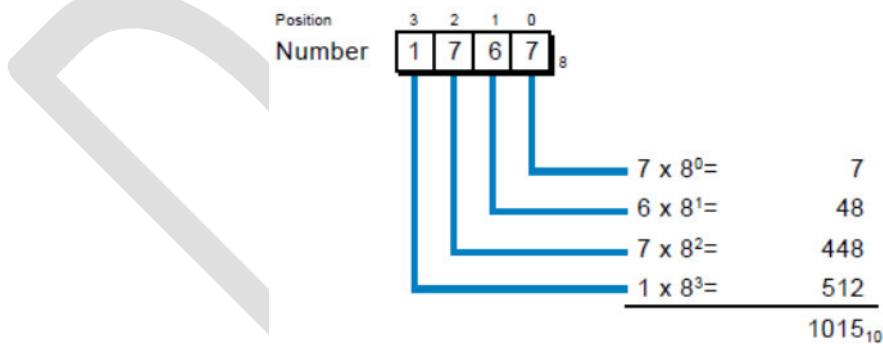 Position 3 2 1 0
Number 1 7 6 7 8
7 x 8⁰= 7
6 x 8¹= 48
7 x 8²= 448
1 x 8³= 512
1015₁₀